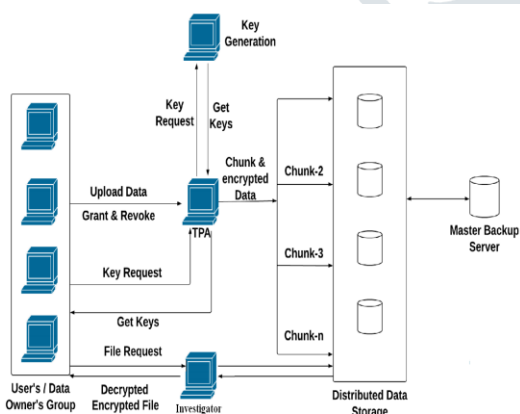 Key
Generation
Key
Request
Get
Keys
Chunk &
encrypted
Data
Chunk-2
Upload Data
Grant & Revoke
TPA
Master Backup
Server
Key Request
Chunk-3
Get Keys
Chunk-n
File Request
User's / Data
Owner's Group
Decrypted
Encrypted File
Investigator
Distributed Data
Storage